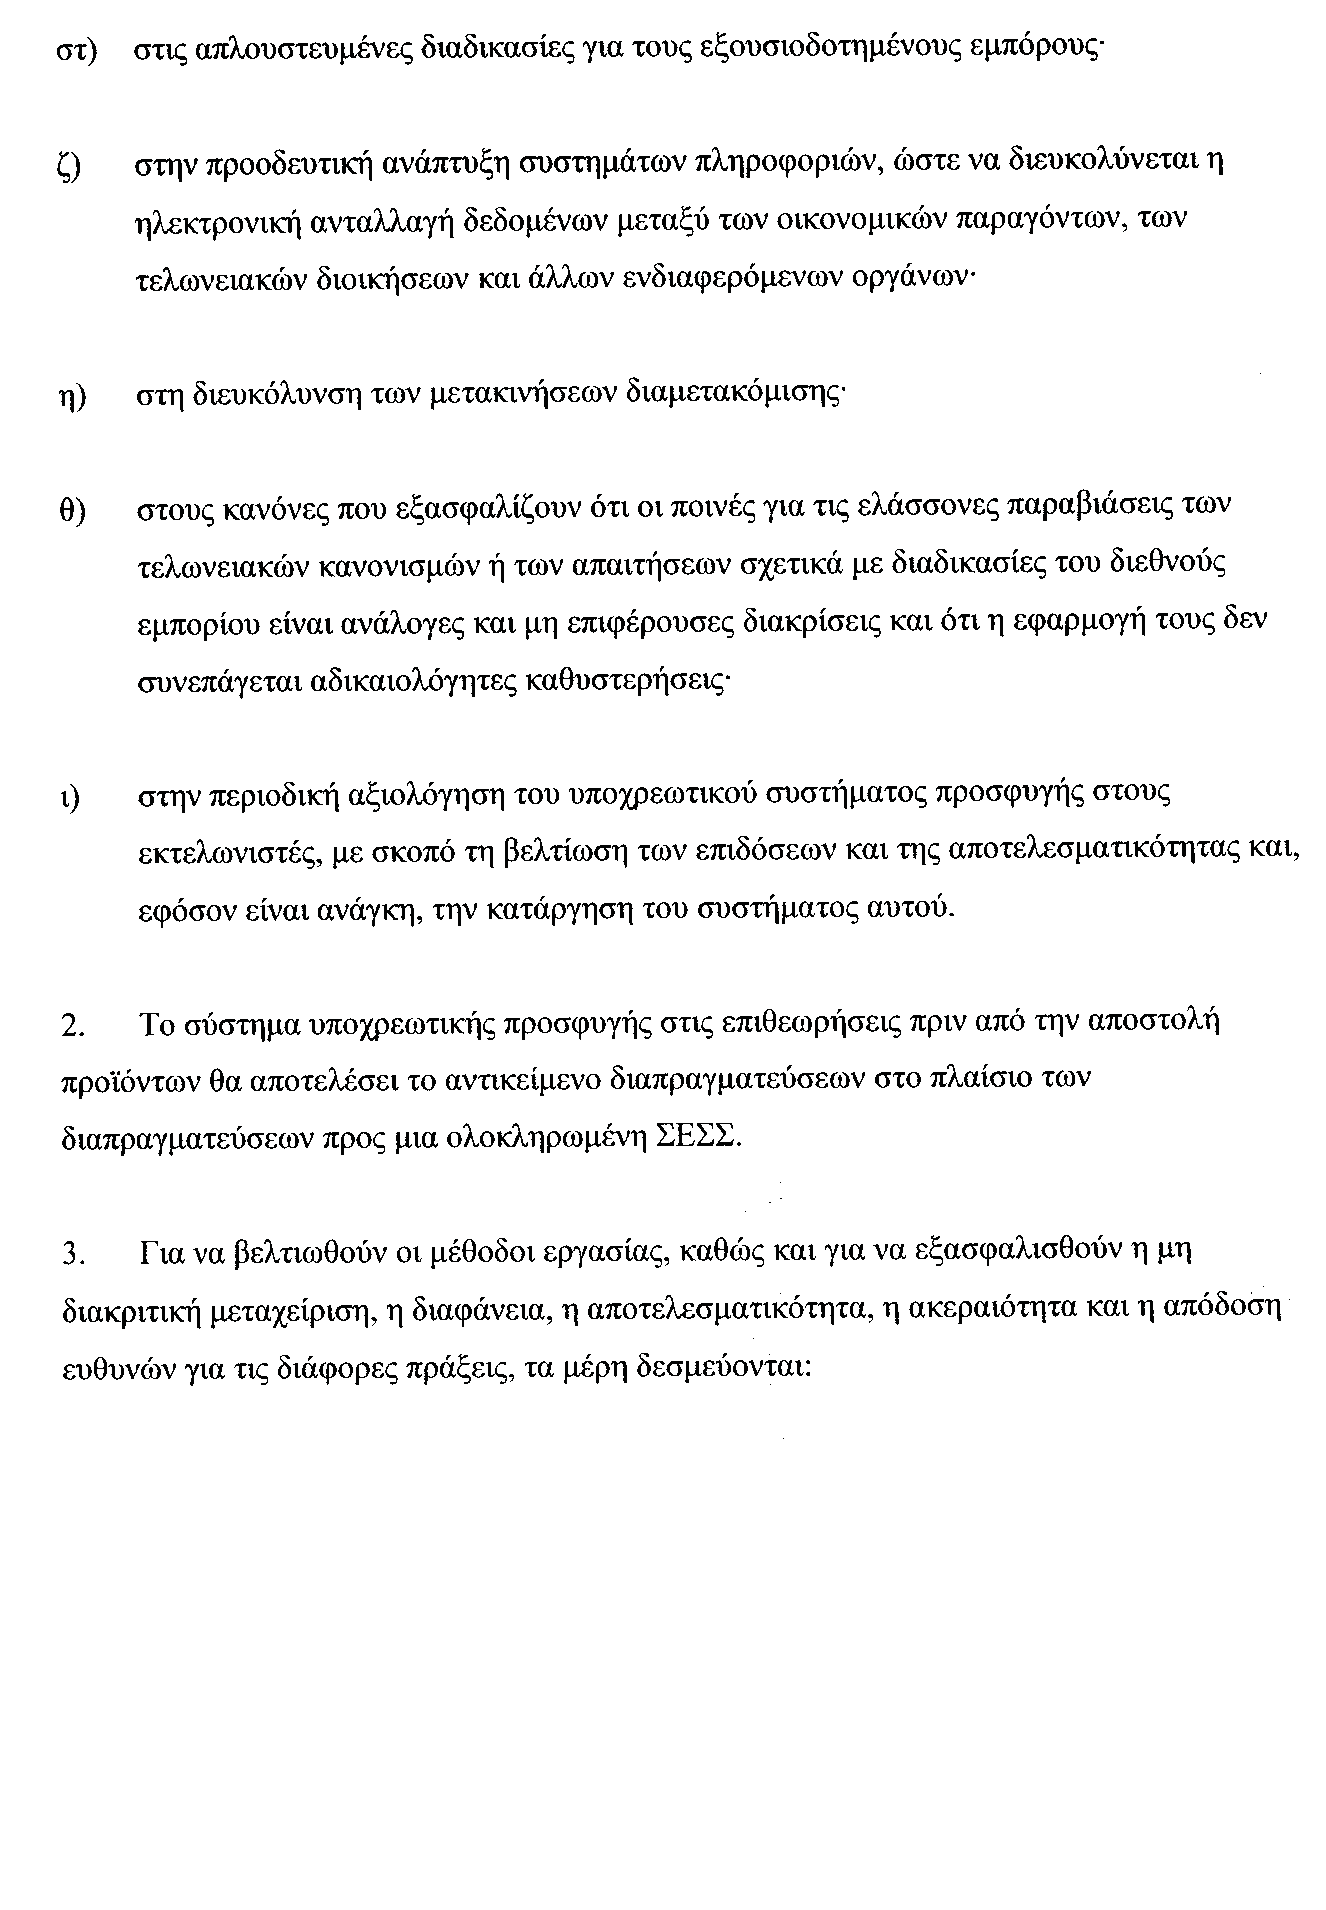 στ) στις απλουστευμένες διαδικασίες για τους εξουσιοδοτημένους εμπόρους·
ζ) στην προοδευτική ανάπτυξη συστημάτων πληροφοριών, ώστε να διευκολύνεται η
ηλεκτρονική ανταλλαγή δεδομένων μεταξύ των οικονομικών παραγόντων, των
τελωνειακών διοικήσεων και άλλων ενδιαφερόμενων οργάνων·
η) στη διευκόλυνση των μετακινήσεων διαμετακόμισης·
θ) στους κανόνες που εξασφαλίζουν ότι οι ποινές για τις ελάσσονες παραβιάσεις των
τελωνειακών κανονισμών ή των απαιτήσεων σχετικά με διαδικασίες του διεθνούς
εμπορίου είναι ανάλογες και μη επιφέρουσες διακρίσεις και ότι η εφαρμογή τους δεν
συνεπάγεται αδικαιολόγητες καθυστερήσεις·
ι) στην περιοδική αξιολόγηση του υποχρεωτικού συστήματος προσφυγής στους
εκτελωνιστές, με σκοπό τη βελτίωση των επιδόσεων και της αποτελεσματικότητας και,
εφόσον είναι ανάγκη, την κατάργηση του συστήματος αυτού.
2. Το σύστημα υποχρεωτικής προσφυγής στις επιθεωρήσεις πριν από την αποστολή
προϊόντων θα αποτελέσει το αντικείμενο διαπραγματεύσεων στο πλαίσιο των
διαπραγματεύσεων προς μια ολοκληρωμένη ΣΕΣΣ.
3. Για να βελτιωθούν οι μέθοδοι εργασίας, καθώς και για να εξασφαλισθούν η μη
διακριτική μεταχείριση, η διαφάνεια, η αποτελεσματικότητα, η ακεραιότητα και η απόδοση
ευθυνών για τις διάφορες πράξεις, τα μέρη δεσμεύονται: